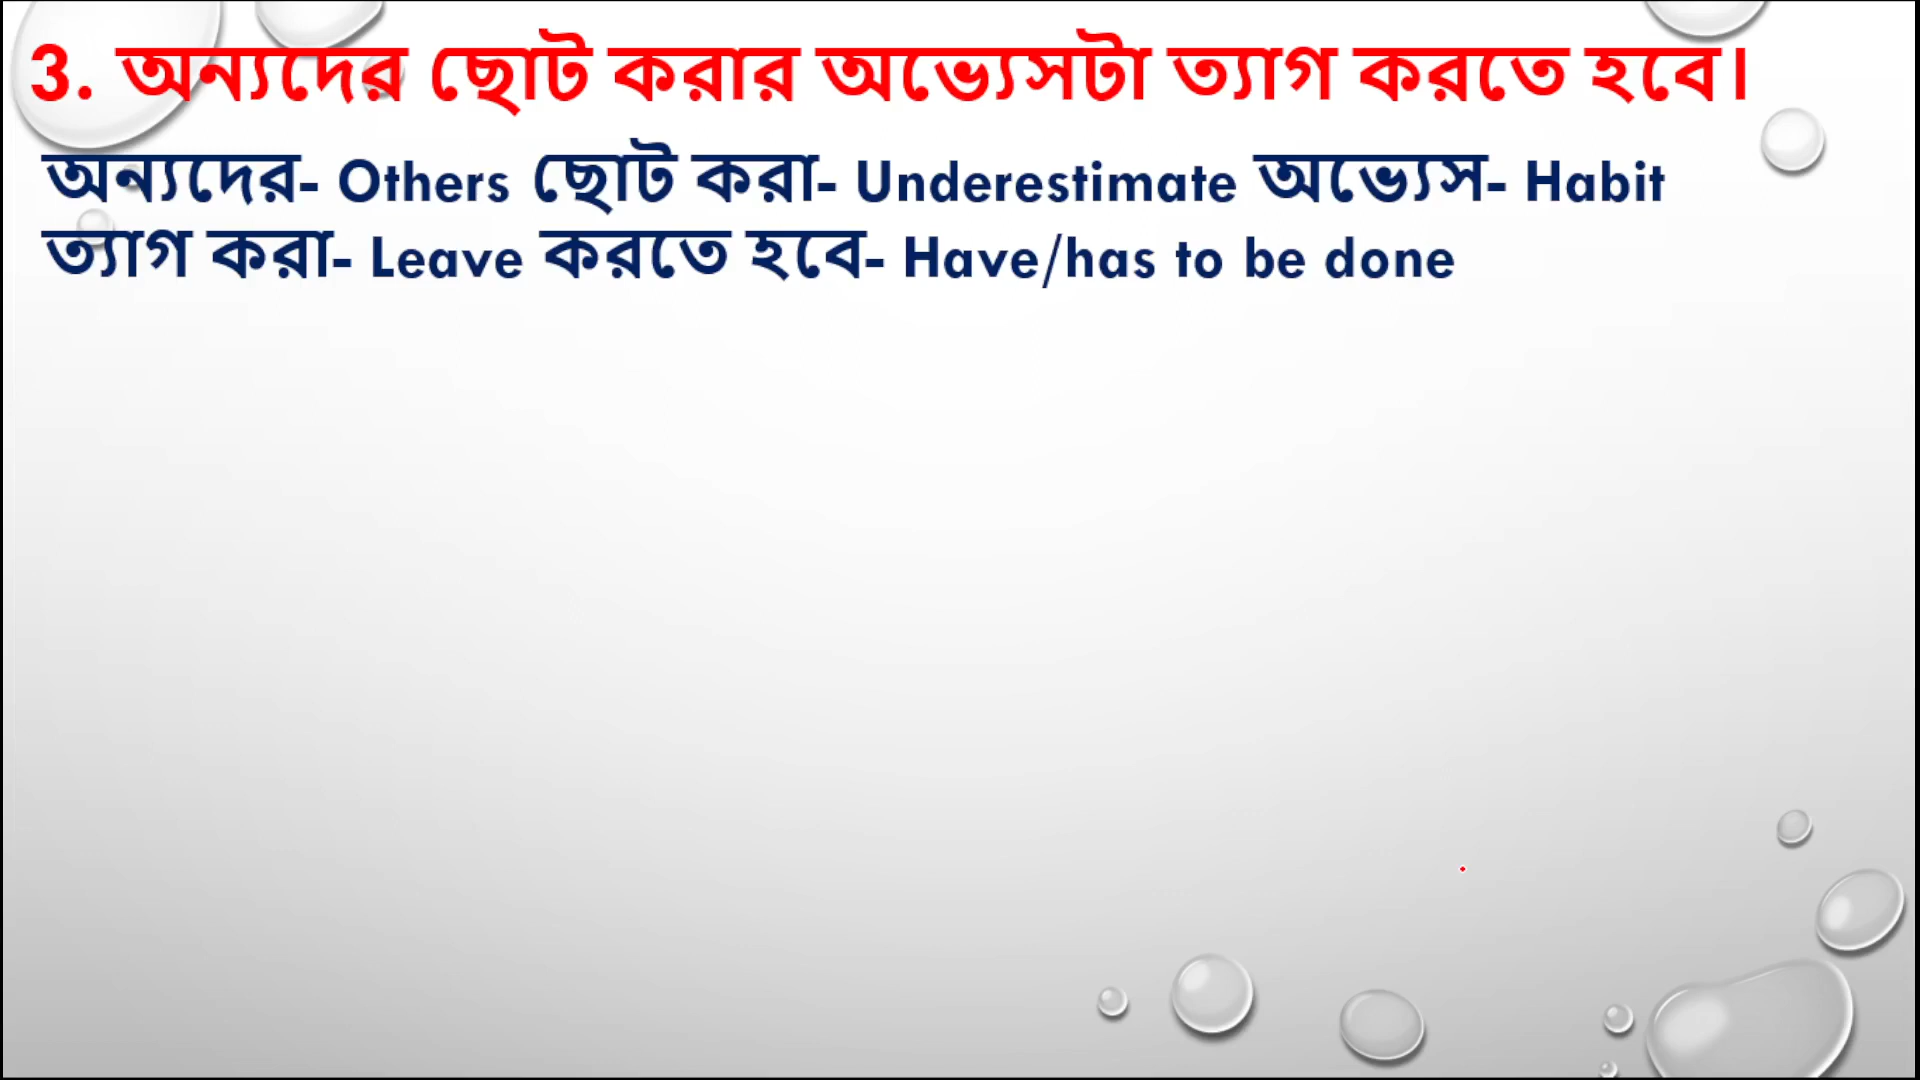 3. অন্যদের ছোট করার অভ্যেসটা ত্যাগ করতে হবে।
অন্যদের- Others ছোট করা- Underestimate অভ্যেস- Habit
ত্যাগ করা- Leave করতে হবে- Have/has to be done